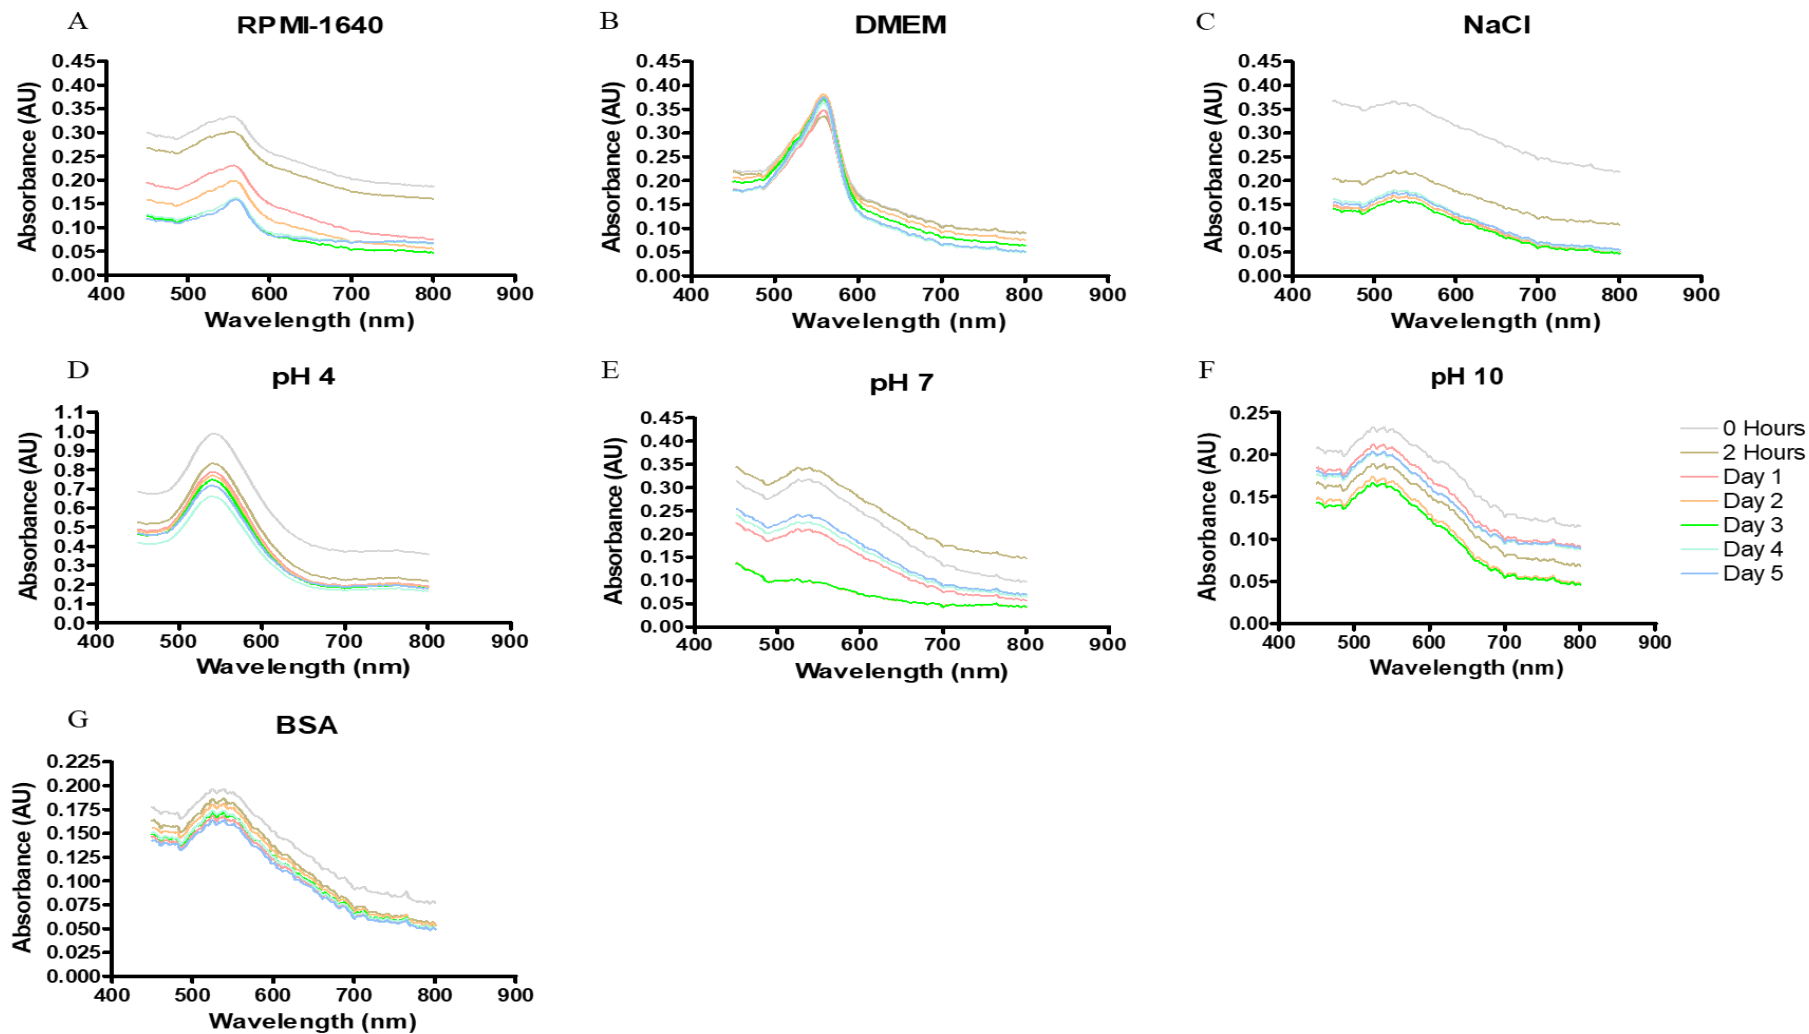 A
RPMI-1640
Absorbance (AU)
0.45
0.40
0.35
0.30
0.25
0.20
0.15
0.10
0.05
0.00
400 500 600 700 800 900
Wavelength (nm)
B
DMEM
Absorbance (AU)
0.45
0.40
0.35
0.30
0.25
0.20
0.15
0.10
0.05
0.00
400 500 600 700 800 900
Wavelength (nm)
C
NaCl
Absorbance (AU)
0.45
0.40
0.35
0.30
0.25
0.20
0.15
0.10
0.05
0.00
400 500 600 700 800 900
Wavelength (nm)
D
pH 4
Absorbance (AU)
1.1
1.0
0.9
0.8
0.7
0.6
0.5
0.4
0.3
0.2
0.1
0.0
400 500 600 700 800 900
Wavelength (nm)
E
pH 7
Absorbance (AU)
0.45
0.40
0.35
0.30
0.25
0.20
0.15
0.10
0.05
0.00
400 500 600 700 800 900
Wavelength (nm)
F
pH 10
Absorbance (AU)
0.25
0.20
0.15
0.10
0.05
0.00
400 500 600 700 800 900
Wavelength (nm)
0 Hours
2 Hours
Day 1
Day 2
Day 3
Day 4
Day 5
G
BSA
Absorbance (AU)
0.225
0.200
0.175
0.150
0.125
0.100
0.075
0.050
0.025
0.000
400 500 600 700 800 900
Wavelength (nm)